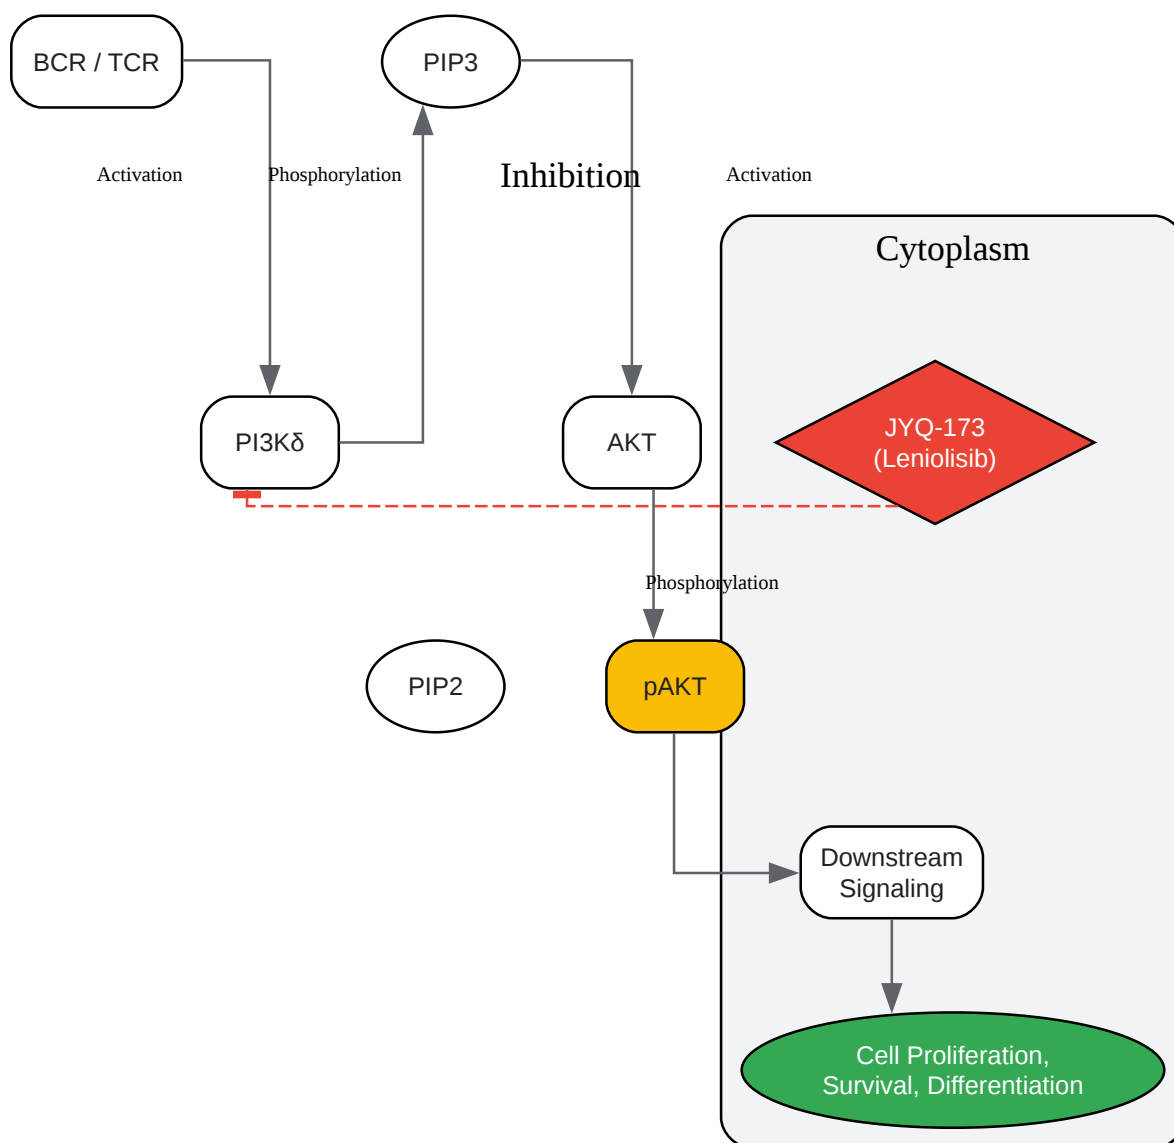 BCR / TCR
PIP3
Activation
Phosphorylation
Inhibition
Activation
Cytoplasm
PI3Kδ
AKT
JYQ-173
(Leniolisib)
Phosphorylation
PIP2
pAKT
Downstream
Signaling
Cell Proliferation,
Survival, Differentiation